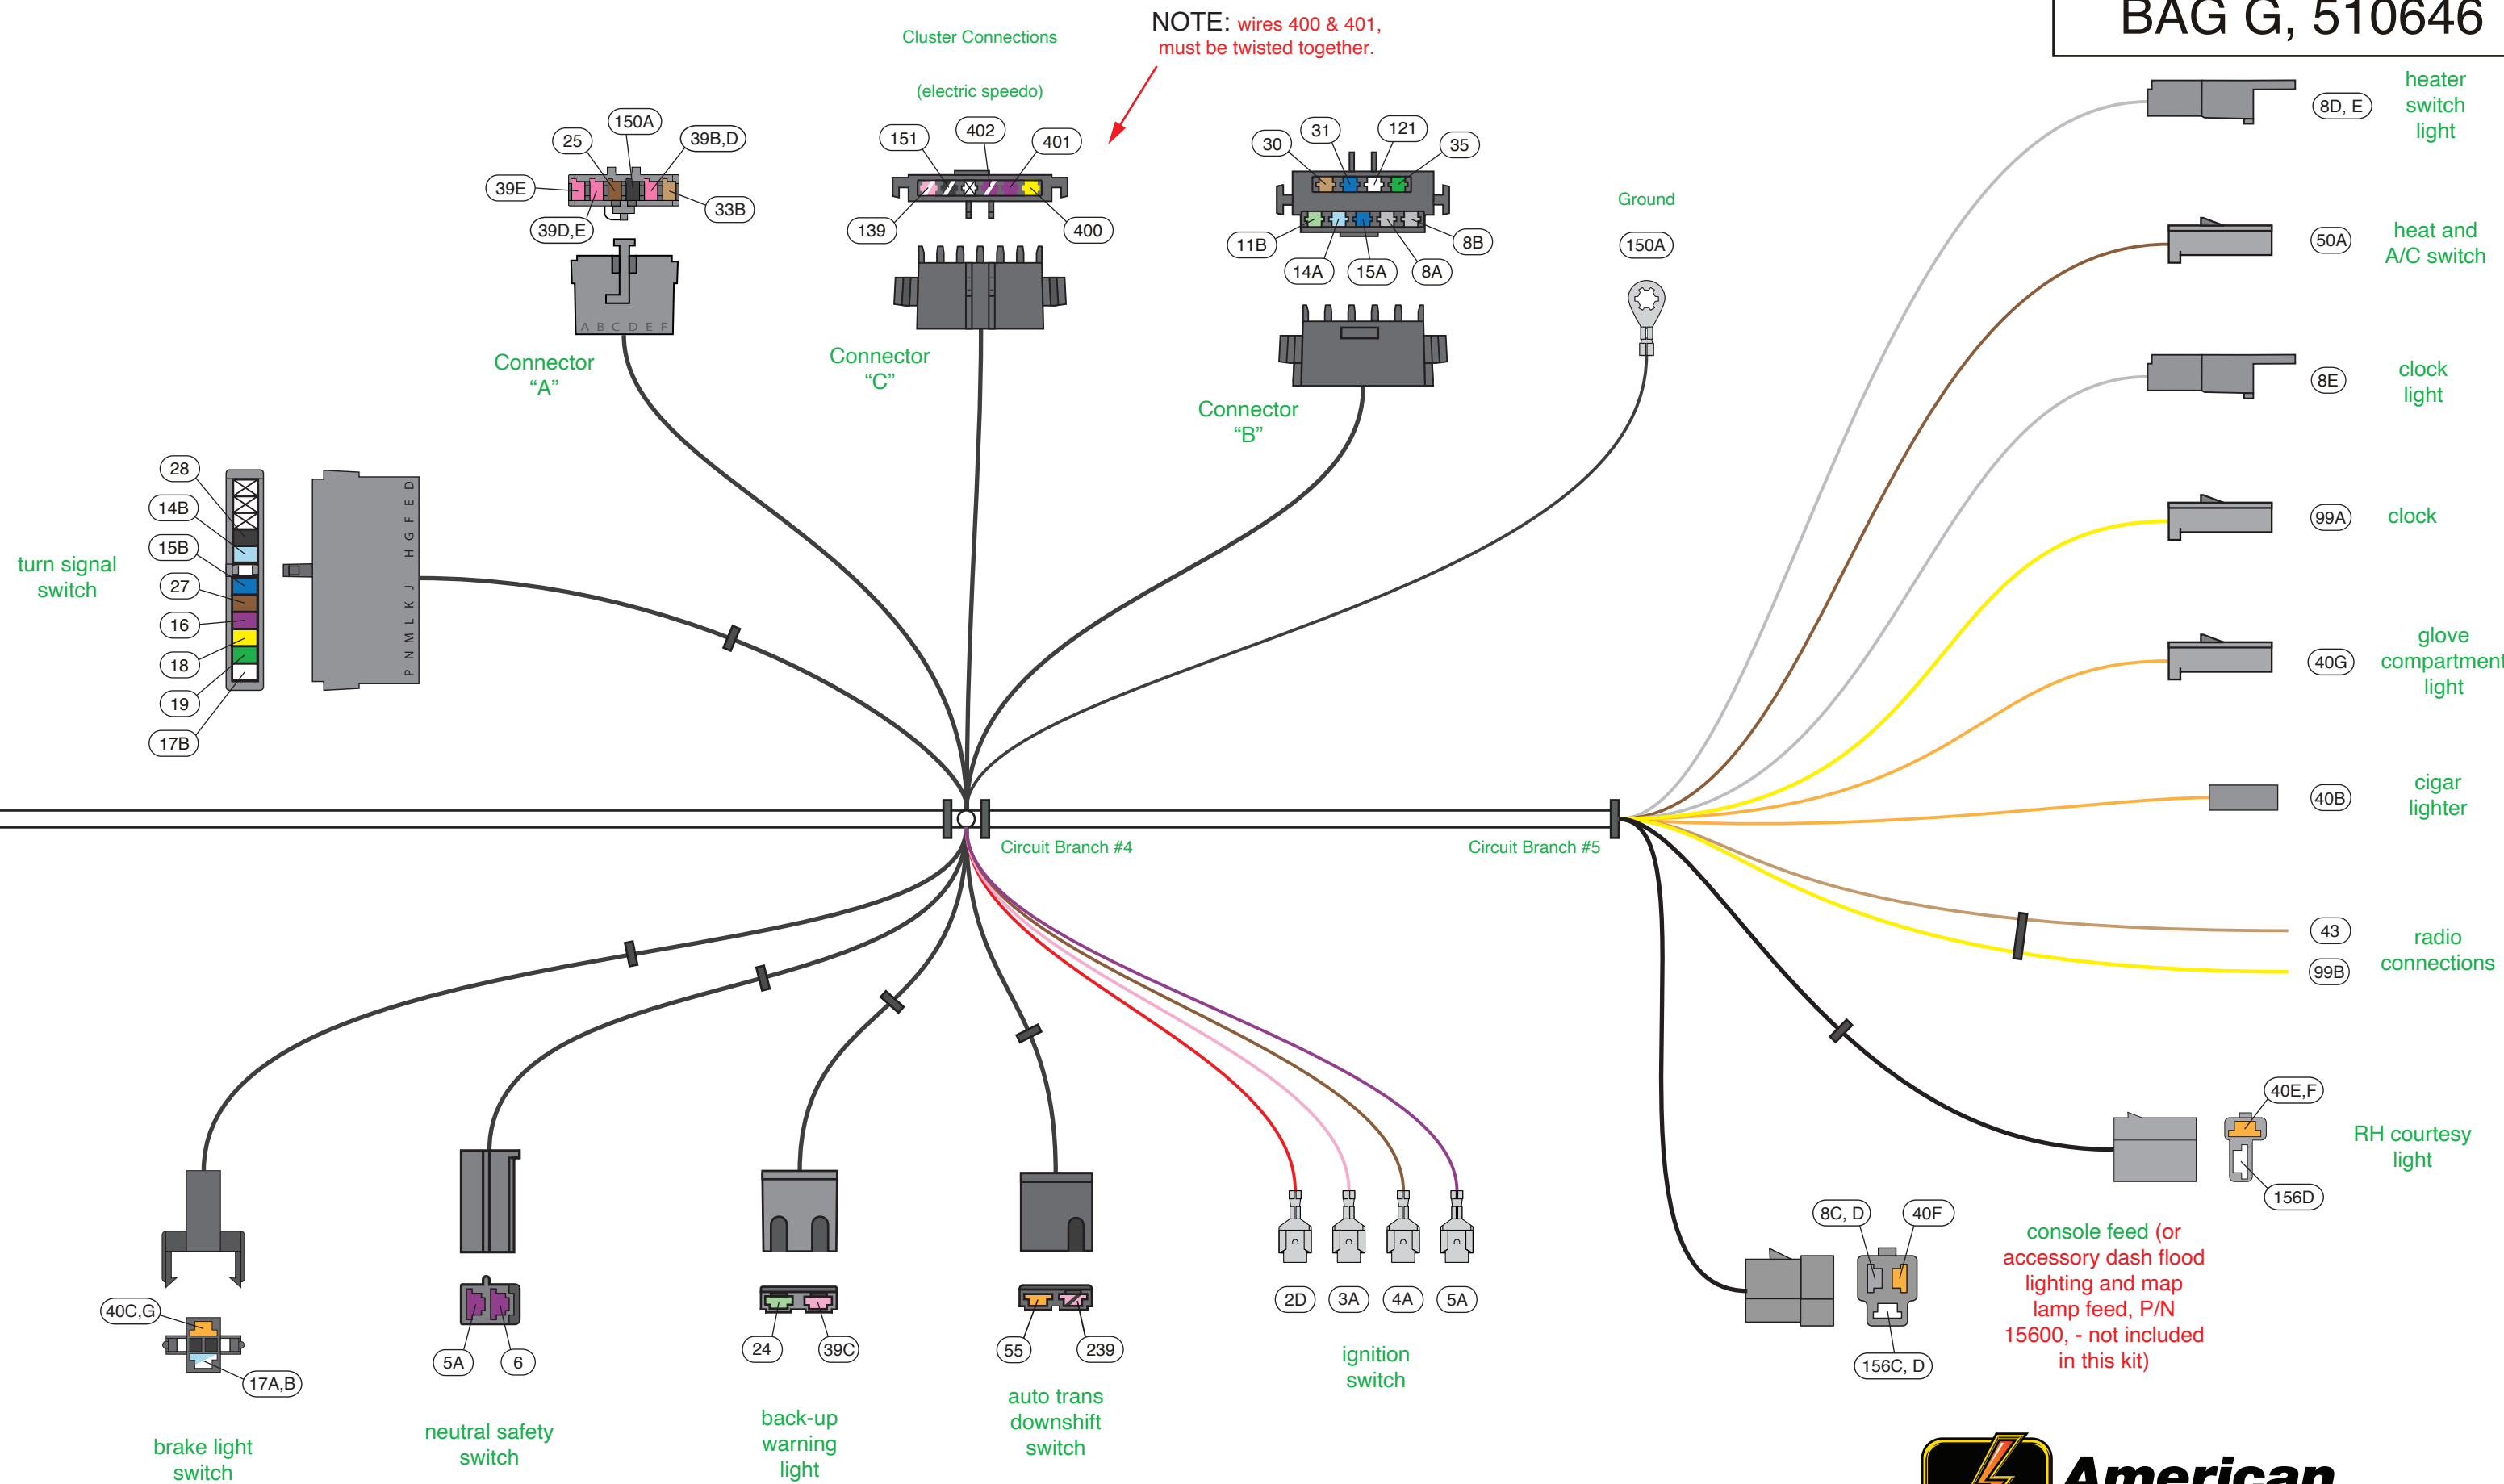 BAG G, 510646
NOTE: wires 400 & 401,
must be twisted together.
Cluster Connections
(electric speedo)
25
150A
39B,D
39E
39D,E
33B
A B C D E F
Connector
“A”
151
402
401
139
400
Connector
“C”
30
31
121
35
11B
14A
15A
8A
8B
Connector
“B”
Ground
150A
8D, E
heater
switch
light
50A
heat and
A/C switch
8E
clock
light
99A
clock
40G
glove
compartment
light
40B
cigar
lighter
43
99B
radio
connections
turn signal
switch
28
14B
15B
27
16
18
19
17B
P N M L K J H G F E D
Circuit Branch #4
Circuit Branch #5
40C,G
17A,B
brake light
switch
5A
6
neutral safety
switch
24
39C
back-up
warning
light
55
239
auto trans
downshift
switch
2D
3A
4A
5A
ignition
switch
8C, D
40F
156C, D
console feed (or
accessory dash flood
lighting and map
lamp feed, P/N
15600, - not included
in this kit)
40E,F
156D
RH courtesy
light
American